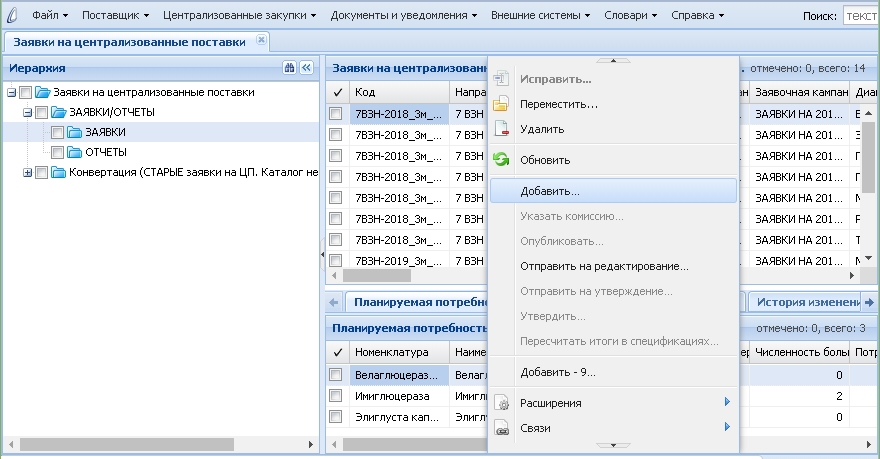 Файл Поставщик Централизованные закупки Документы и уведомления Внешние системы Словари Справка Поиск: текст
Заявки на централизованные поставки
Иерархия
Заявки на централизованные поставки
ЗАЯВКИ/ОТЧЕТЫ
ЗАЯВКИ
ОТЧЕТЫ
Конвертация (СТАРЫЕ заявки на ЦП. Каталог не
Заявки на централизован . отмечено: 0, всего: 14
Код Напра ан Заявочная кампан Диа
7ВЗН-2018_3м_... 7 ВЗН ЗАЯВКИ НА 201...
7ВЗН-2018_3м_... 7 ВЗН ЗАЯВКИ НА 201...
7ВЗН-2018_3м_... 7 ВЗН ЗАЯВКИ НА 201...
7ВЗН-2018_3м_... 7 ВЗН ЗАЯВКИ НА 201...
7ВЗН-2018_3м_... 7 ВЗН ЗАЯВКИ НА 201...
7ВЗН-2018_3м_... 7 ВЗН ЗАЯВКИ НА 201...
7ВЗН-2018_3м_... 7 ВЗН ЗАЯВКИ НА 201...
7ВЗН-2019_3м_... 7 ВЗН ЗАЯВКИ НА 201...
Планируемая потребно История изменени
Планируемая потребность отмечено: 0, всего: 3
Номенклатура Наиме ер Численность боль Потр
Велаглюцераз... Велагл 0
Имиглюцераза Имигл 2
Элиглуста кап... Элиглу 0
Исправить...
Переместить...
Удалить
Обновить
Добавить...
Указать комиссию...
Опубликовать...
Отправить на редактирование...
Отправить на утверждение...
Утвердить...
Пересчитать итоги в спецификациях...
Добавить - 9...
Расширения
Связи